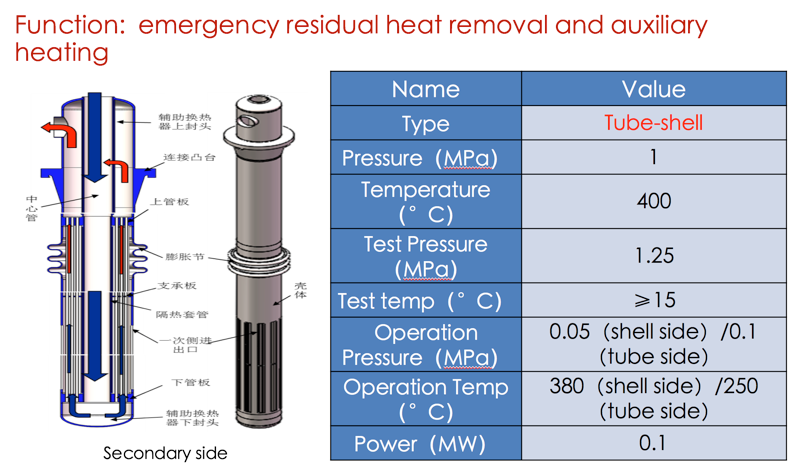 Function: emergency residual heat removal and auxiliary
heating
辅助换热
器上封头
连接凸台
中
心
管
上管板
膨胀节
支承板
隔热套管
一次侧进
出口
下管板
辅助换热
器下封头
壳
体
Secondary side
Name Value
Type Tube-shell
Pressure（MPa） 1
Temperature
（°C） 400
Test Pressure
（MPa） 1.25
Test temp（°C） ⩾15
Operation
Pressure（MPa） 0.05（shell side）/0.1
（tube side）
Operation Temp
（°C） 380（shell side）/250
（tube side）
Power（MW） 0.1